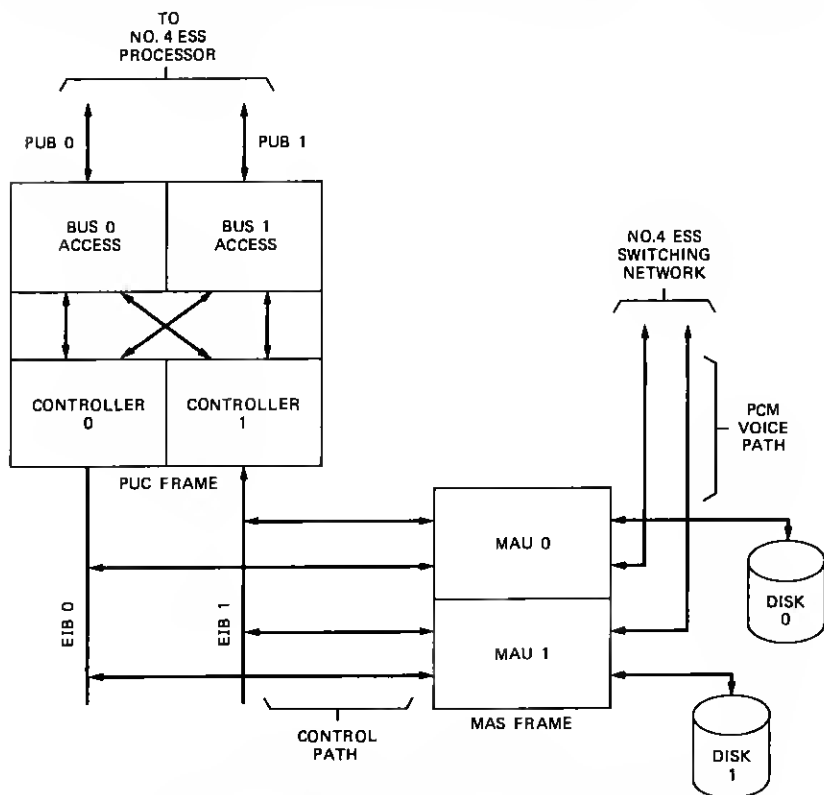 TO
NO. 4 ESS
PROCESSOR
PUB 0
PUB 1
BUS 0
ACCESS
BUS 1
ACCESS
NO.4 ESS
SWITCHING
NETWORK
CONTROLLER
0
CONTROLLER
1
PCM
VOICE
PATH
PUC FRAME
MAU 0
DISK
0
EIB 0
EIB 1
MAU 1
CONTROL
PATH
MAS FRAME
DISK
1